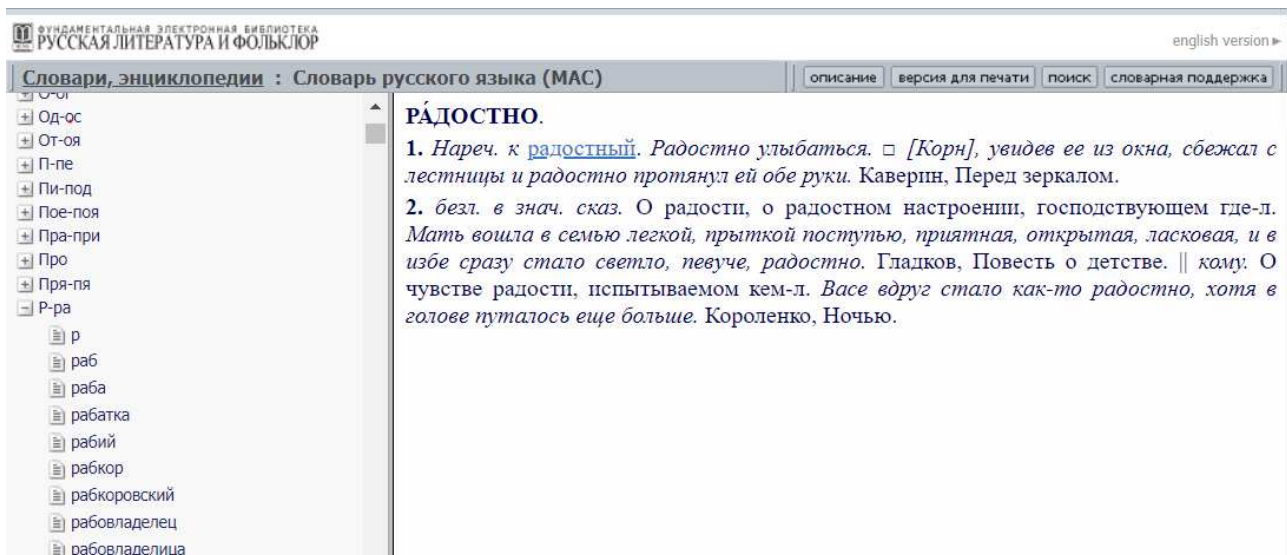 ФУНДАМЕНТАЛЬНАЯ ЭЛЕКТРОННАЯ БИБЛИОТЕКА
РУССКАЯ ЛИТЕРАТУРА И ФОЛЬКЛОР
english version
Словари, энциклопедии : Словарь русского языка (МАС)
описание версия для печати поиск словарная поддержка
О-ог
Од-ос
От-оя
П-пе
Пи-под
Пое-поя
Пра-при
Про
Пря-пя
Р-ра
р
раб
раба
рабатка
рабий
рабкор
рабкоровский
рабовладелец
рабовладелица
РА́ДОСТНО.
1. Нареч. к радостный. Радостно улыбаться. □ [Корн], увидев ее из окна, сбежал с
лестницы и радостно протянул ей обе руки. Каверин, Перед зеркалом.
2. безл. в знач. сказ. О радости, о радостном настроении, господствующем где-л.
Мать вошла в семью легкой, прыткой поступью, приятная, открытая, ласковая, и в
избе сразу стало светло, певуче, радостно. Гладков, Повесть о детстве. || кому. О
чувстве радости, испытываемом кем-л. Васе вдруг стало как-то радостно, хотя в
голове путалось еще больше. Короленко, Ночью.